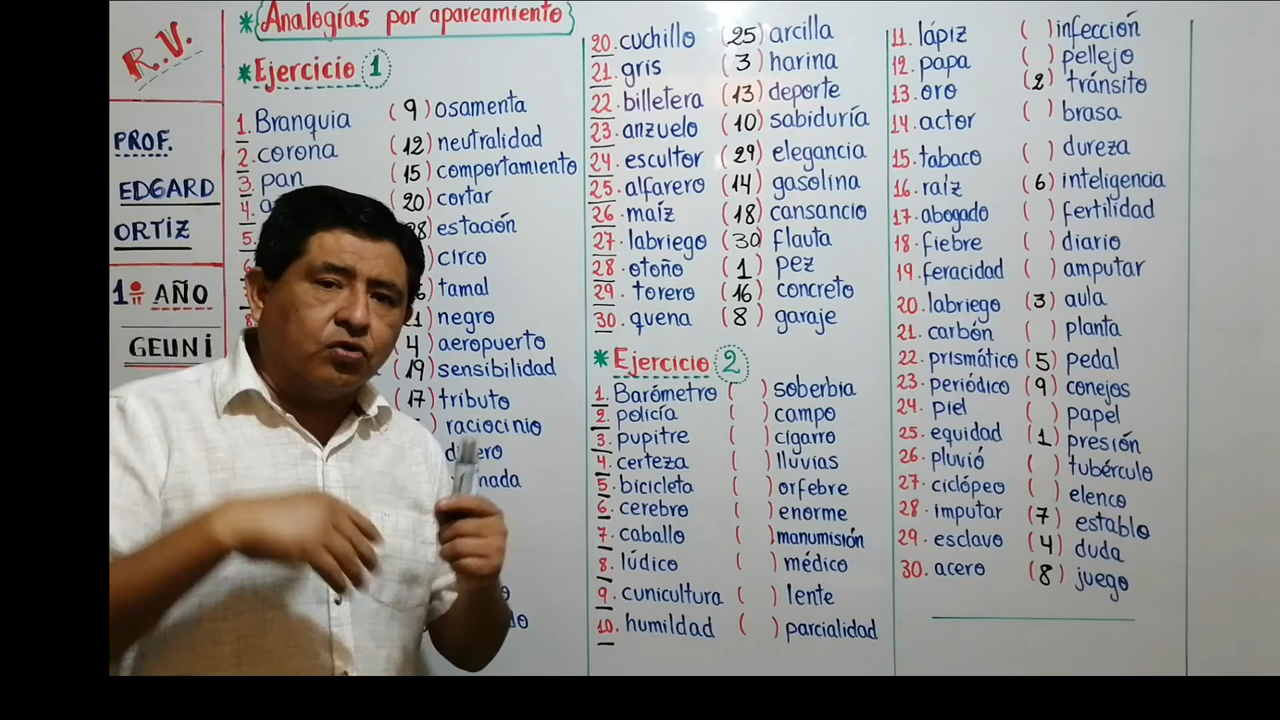 R.V.
PROF.
EDGARD
ORTIZ
1º AÑO
GEUNI
* Analogías por apareamiento
* Ejercicio 1
1. Branquia (9) osamenta
2. corona (12) neutralidad
3. pan (15) comportamiento
4. (20) cortar
5. estación
circo
tamal
negro
(4) aeropuerto
(19) sensibilidad
(17) tributo
) raciocinio
20. cuchillo (25) arcilla
21. gris (3) harina
22. billetera (13) deporte
23. anzuelo (10) sabiduría
24. escultor (29) elegancia
25. alfarero (14) gasolina
26. maíz (18) cansancio
27. labriego (30) flauta
28. otoño (1) pez
29. torero (16) concreto
30. quena (8) garaje
* Ejercicio 2
1. Barómetro ( ) soberbia
2. policía ( ) campo
3. pupitre ( ) cigarro
4. certeza ( ) lluvias
5. bicicleta ( ) orfebre
6. cerebro ( ) enorme
7. caballo ( ) manumisión
8. lúdico ( ) médico
9. cunicultura ( ) lente
10. humildad ( ) parcialidad
11. lápiz ( ) infección
12. papa ( ) pellejo
13. oro (2) tránsito
14. actor ( ) brasa
15. tabaco ( ) dureza
16. raíz (6) inteligencia
17. abogado ( ) fertilidad
18. fiebre ( ) diario
19. feracidad ( ) amputar
20. labriego (3) aula
21. carbón ( ) planta
22. prismático (5) pedal
23. periódico (9) conejos
24. piel ( ) papel
25. equidad (1) presión
26. pluvió ( ) tubérculo
27. ciclópeo ( ) elenco
28. imputar (7) establo
29. esclavo (4) duda
30. acero (8) juego